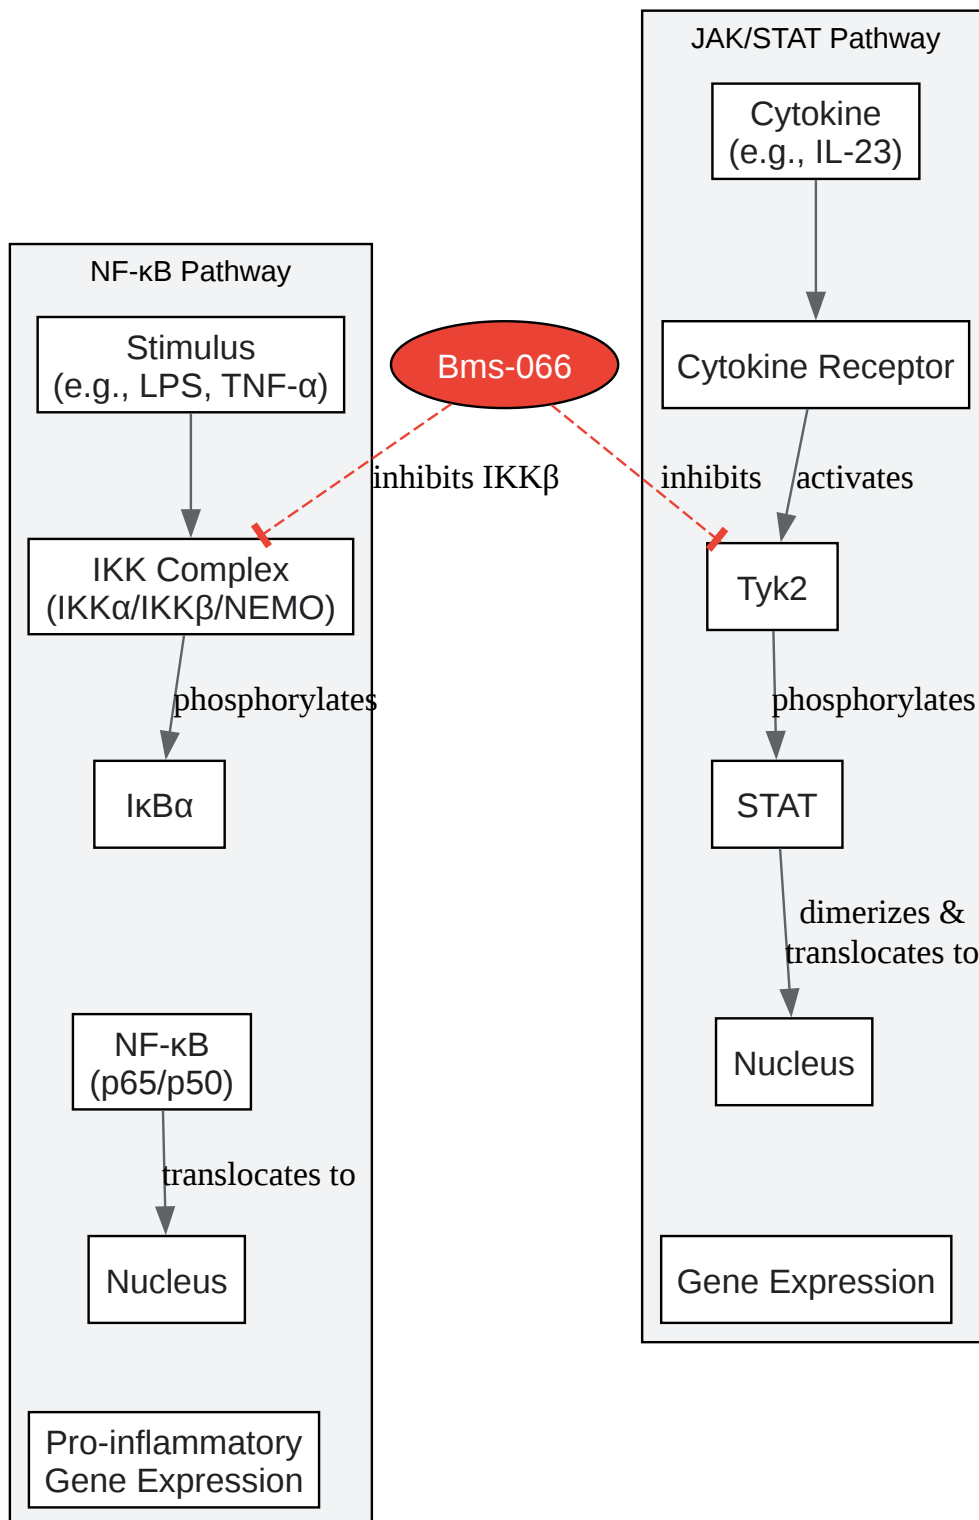 JAK/STAT Pathway
Cytokine
(e.g., IL-23)
NF-κB Pathway
Stimulus
(e.g., LPS, TNF-α)
Bms-066
Cytokine Receptor
inhibits IKKβ
inhibits
activates
IKK Complex
(IKKα/IKKβ/NEMO)
Tyk2
phosphorylates
phosphorylates
IκBα
STAT
dimerizes &
translocates to
NF-κB
(p65/p50)
Nucleus
translocates to
Nucleus
Gene Expression
Pro-inflammatory
Gene Expression